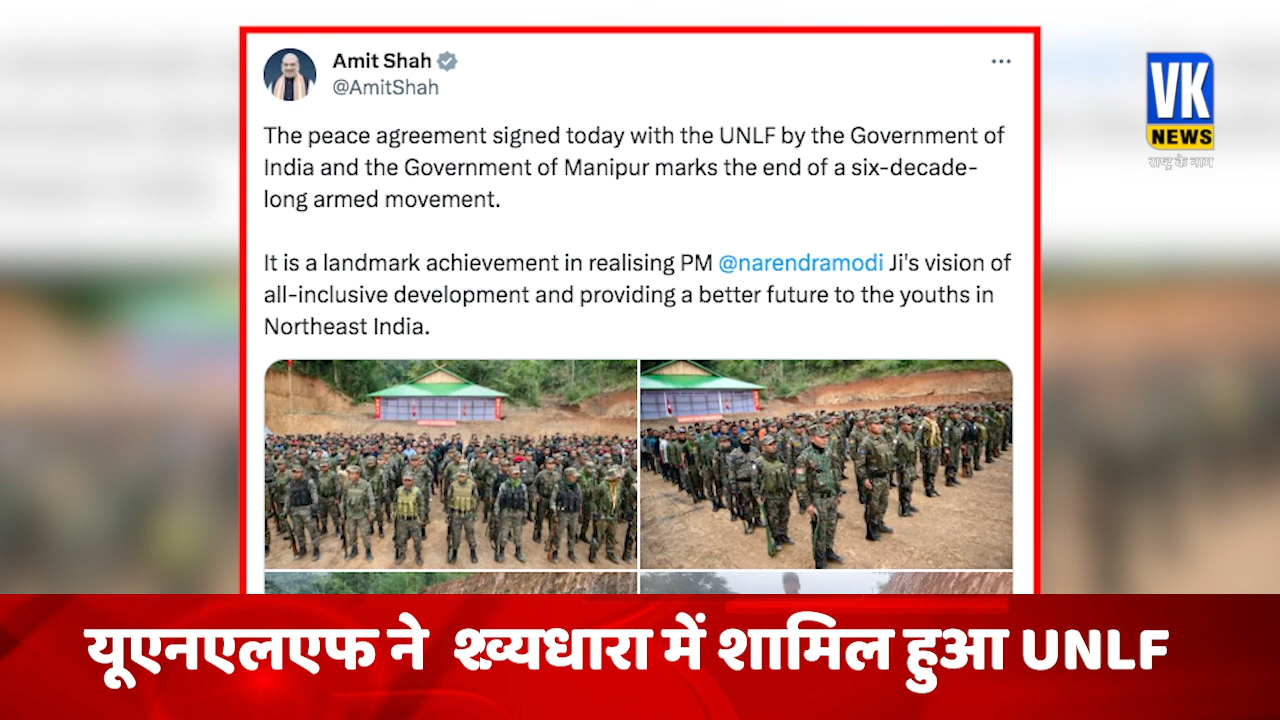 Amit Shah
@AmitShah
The peace agreement signed today with the UNLF by the Government of
India and the Government of Manipur marks the end of a six-decade-
long armed movement.
It is a landmark achievement in realising PM @narendramodi Ji's vision of
all-inclusive development and providing a better future to the youths in
Northeast India.
VK
NEWS
राष्ट्र के नाम
यूएनएलएफ ने ख्यधारा में शामिल हुआ UNLF